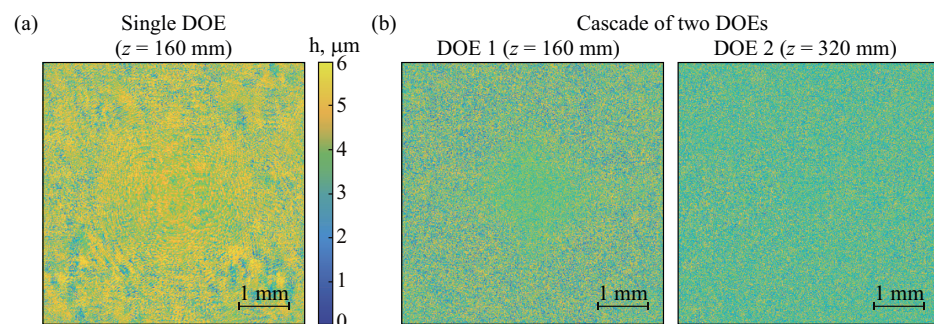 (a)
Single DOE
(z = 160 mm)
h, μm
6
5
4
3
2
1
0
1 mm
(b)
Cascade of two DOEs
DOE 1 (z = 160 mm)
DOE 2 (z = 320 mm)
1 mm
1 mm